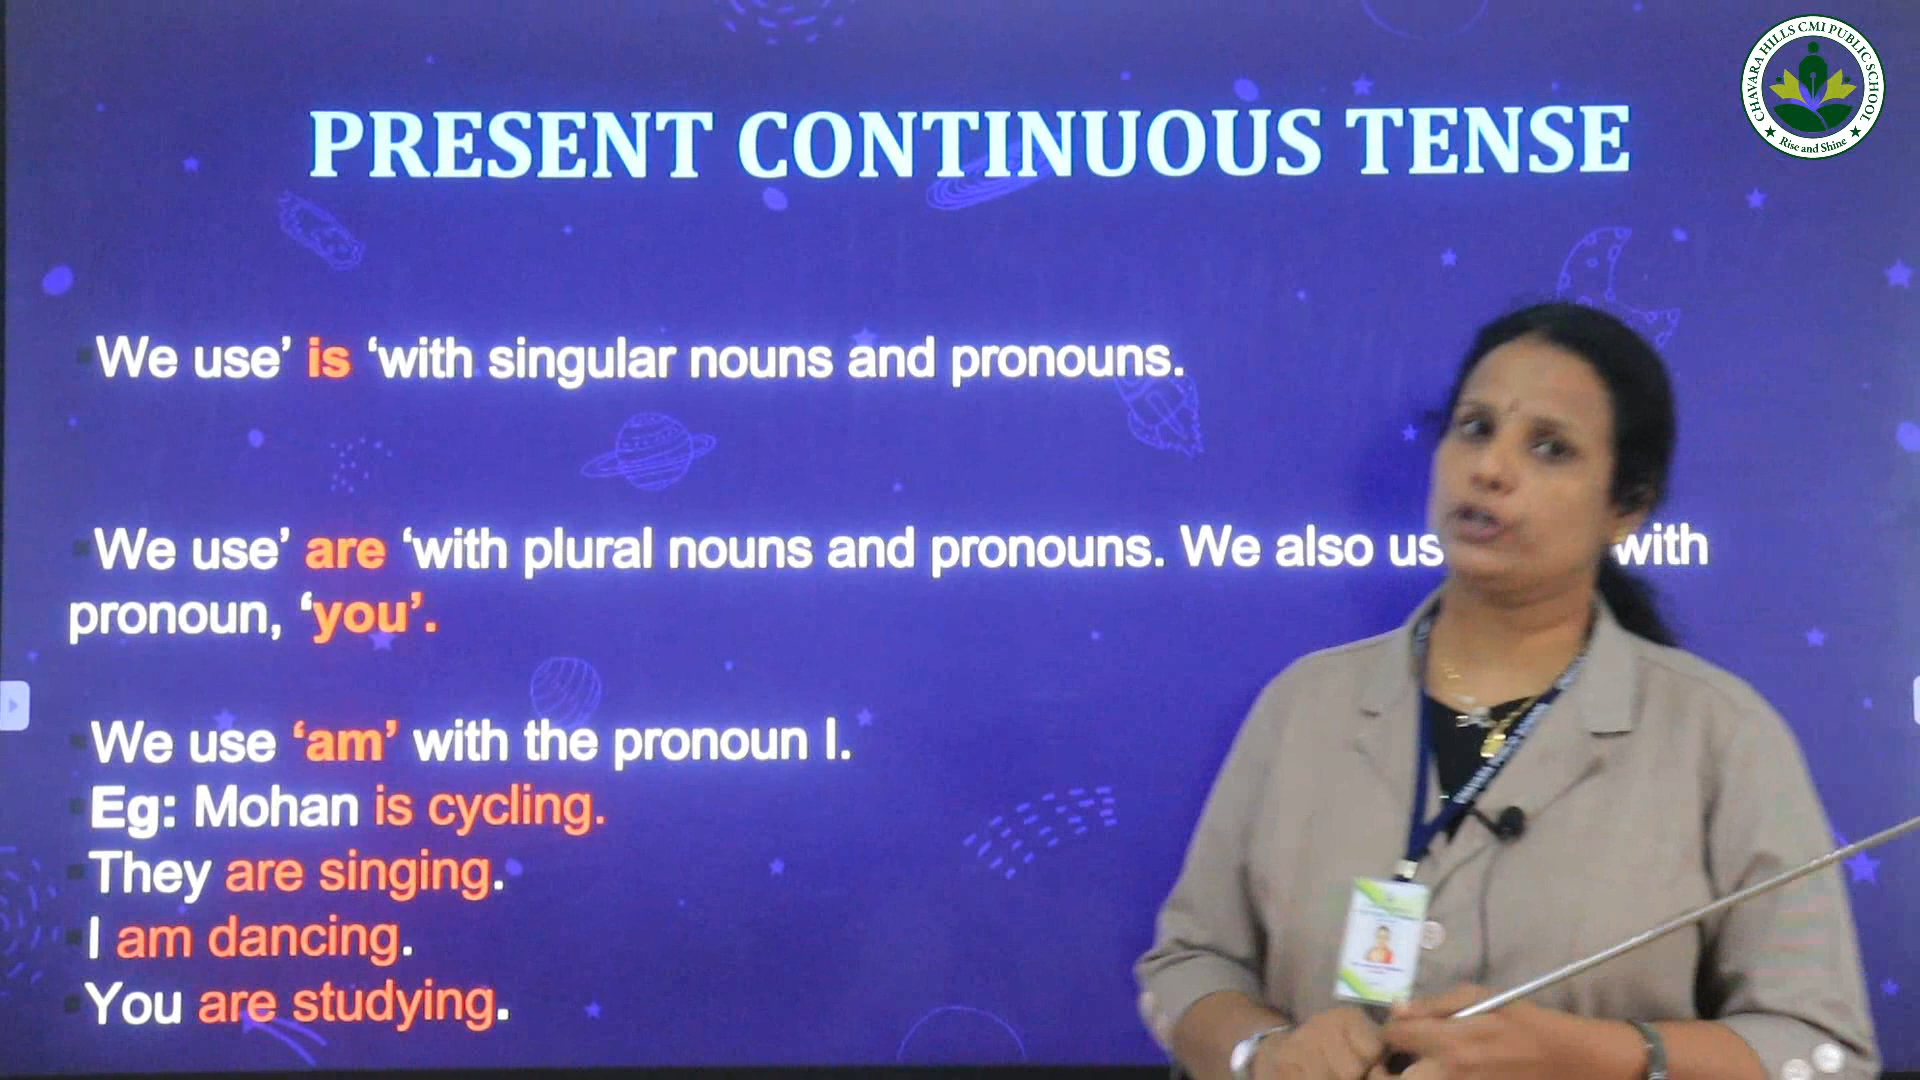 CHAVARA HILLS CMI PUBLIC SCHOOL
Rise and Shine
PRESENT CONTINUOUS TENSE
We use’ is ‘with singular nouns and pronouns.
We use’ are ‘with plural nouns and pronouns. We also us with
pronoun, ‘you’.
We use ‘am’ with the pronoun I.
Eg: Mohan is cycling.
They are singing.
I am dancing.
You are studying.